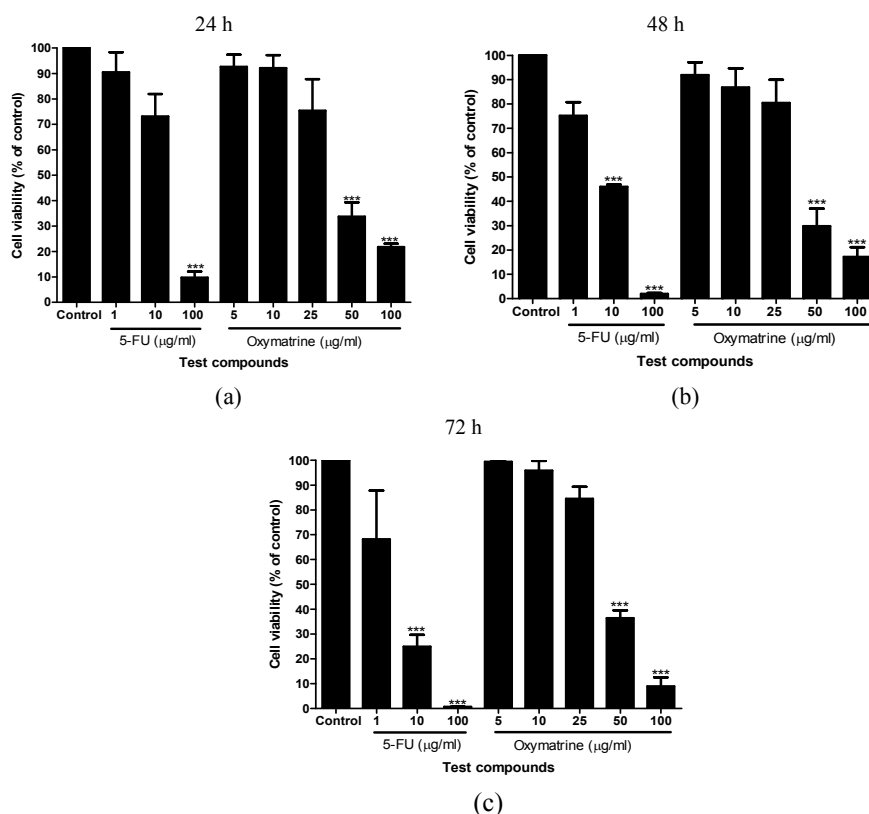 24 h
100
90
80
70
60
50
40
30
20
10
0
Cell viability (% of control)
***
***
***
Control 1 10 100 5 10 25 50 100
5-FU (μg/ml) Oxymatrine (μg/ml)
Test compounds
(a)
48 h
100
90
80
70
60
50
40
30
20
10
0
Cell viability (% of control)
***
***
***
***
Control 1 10 100 5 10 25 50 100
5-FU (μg/ml) Oxymatrine (μg/ml)
Test compounds
(b)
72 h
100
90
80
70
60
50
40
30
20
10
0
Cell viability (% of control)
***
***
***
***
Control 1 10 100 5 10 25 50 100
5-FU (μg/ml) Oxymatrine (μg/ml)
Test compounds
(c)